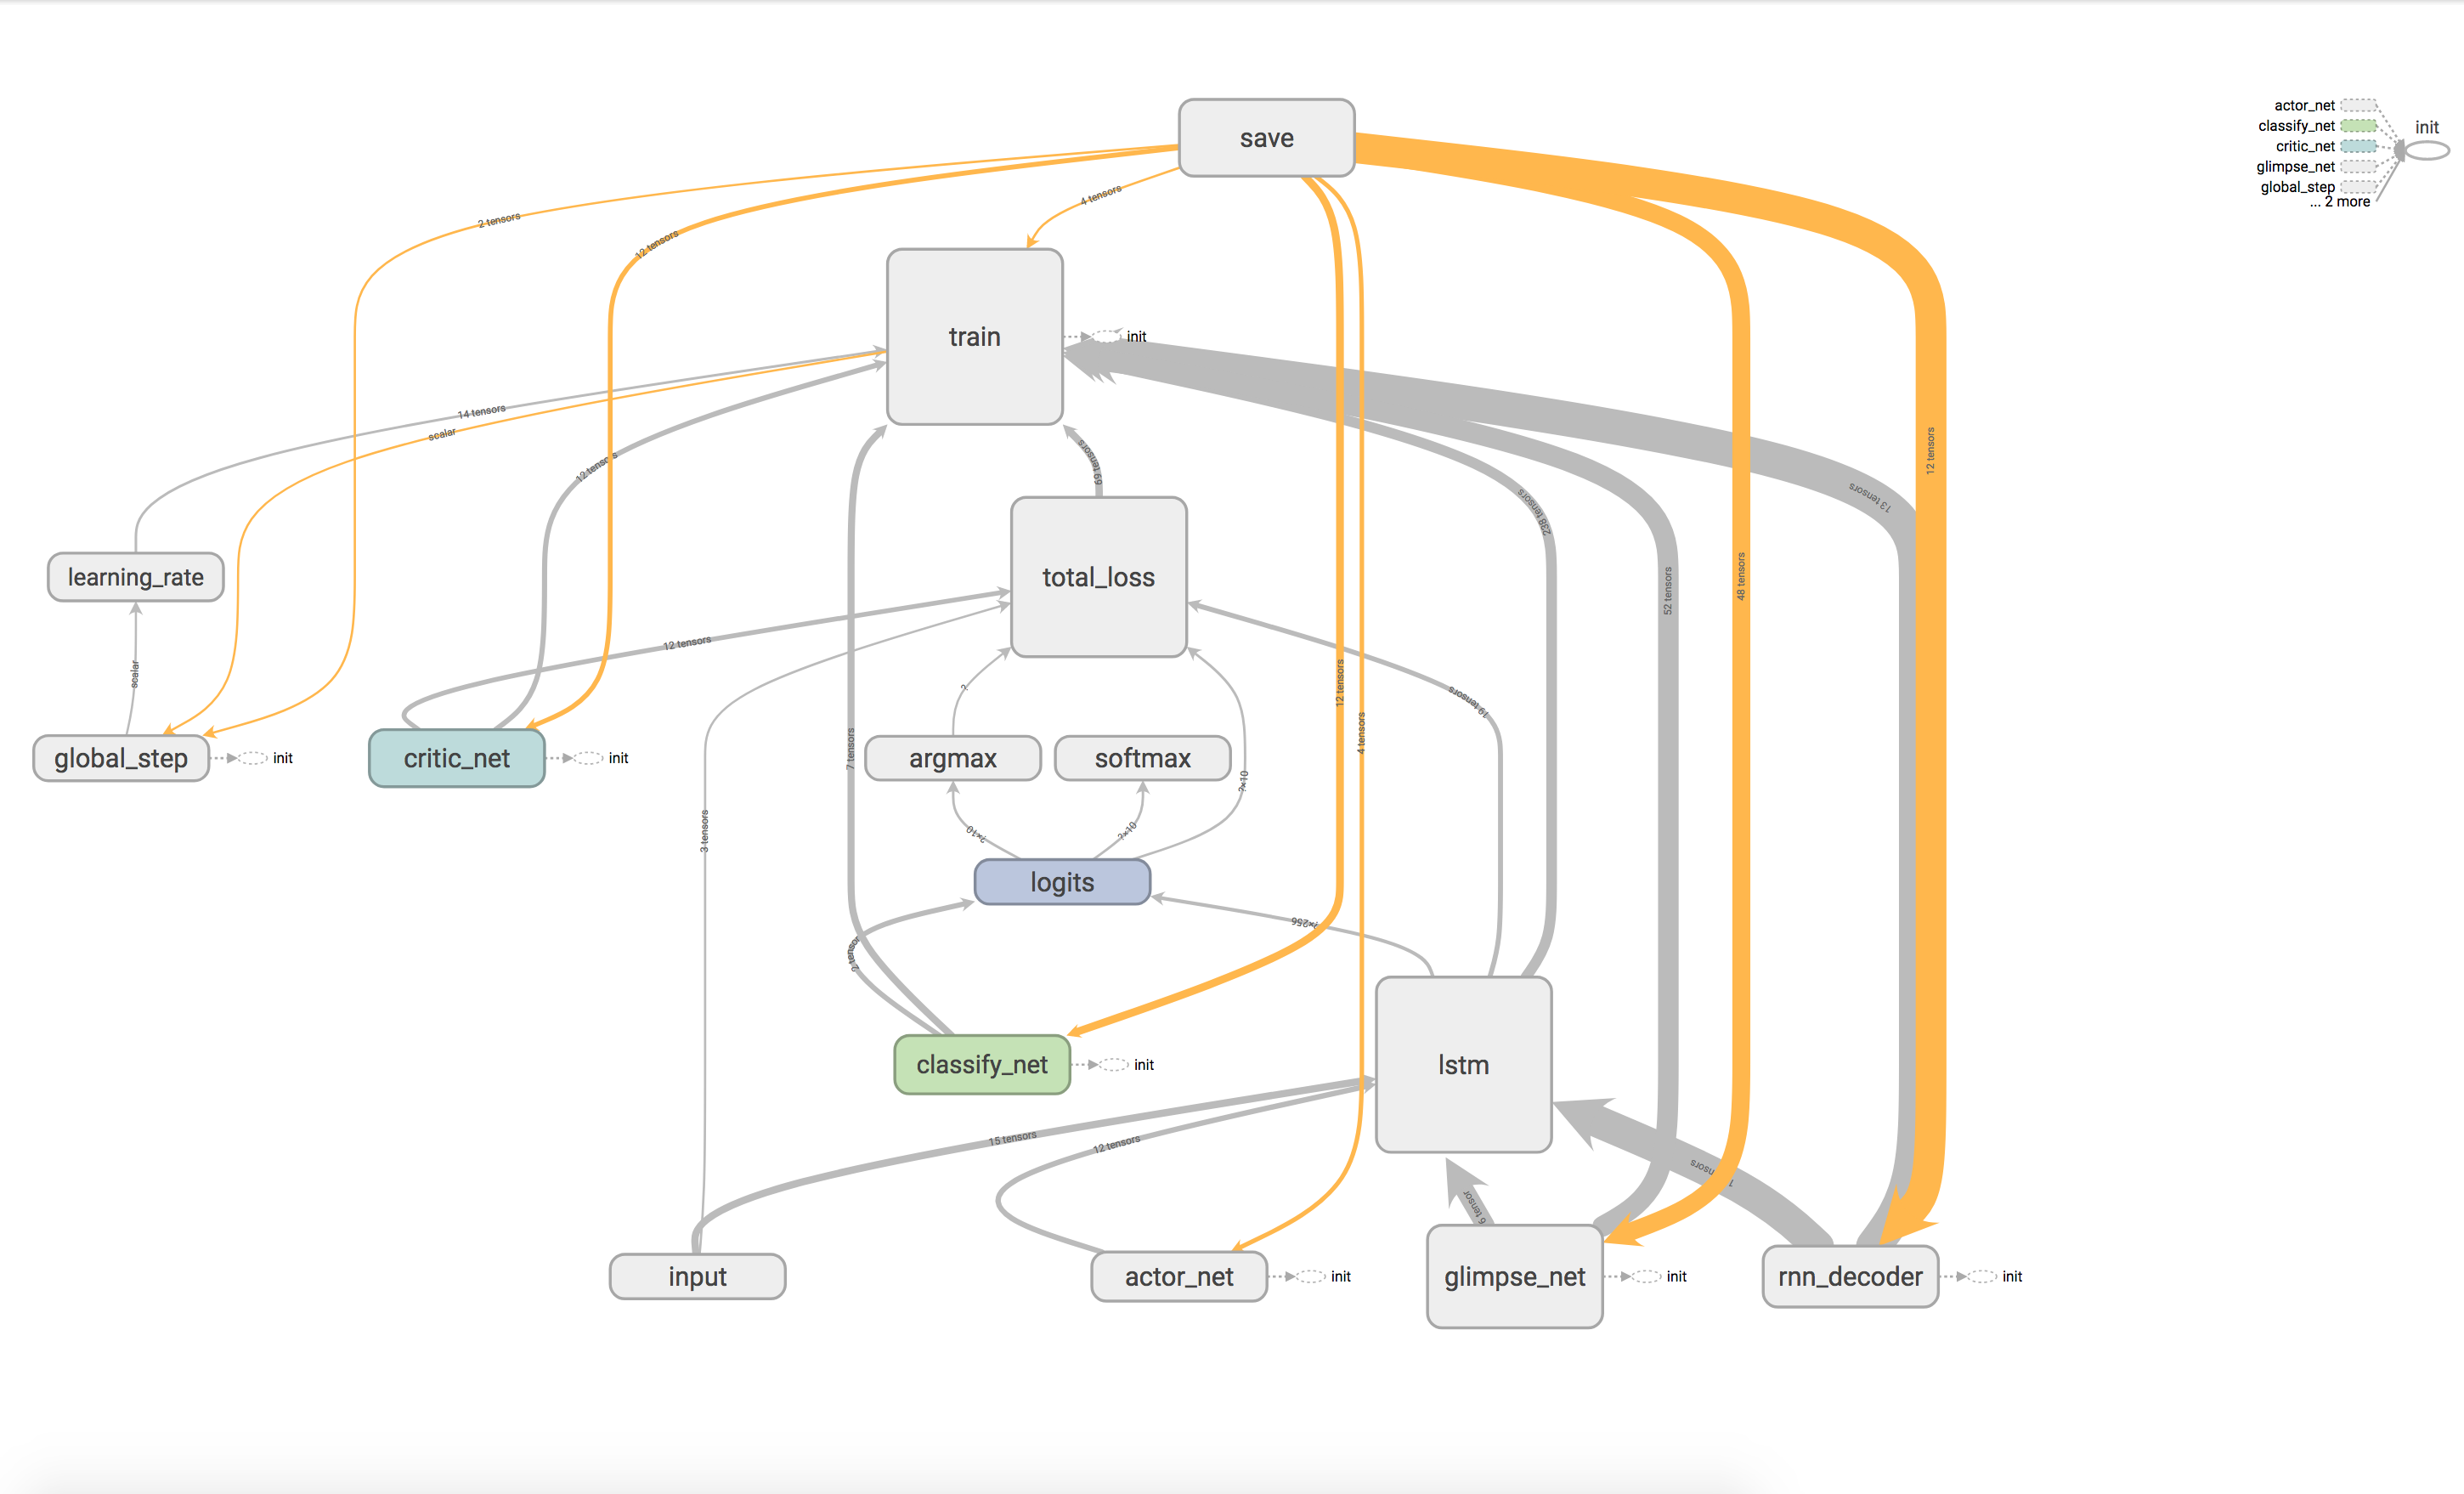 save
actor_net
classify_net
critic_net
glimpse_net
global_step
... 2 more
init
2 tensors
12 tensors
4 tensors
train
init
14 tensors
scalar
12 tensors
69 tensors
238 tensors
13 tensors
12 tensors
learning_rate
total_loss
52 tensors
48 tensors
12 tensors
scalar
12 tensors
4 tensors
?
19 tensors
global_step
init
critic_net
init
7 tensors
argmax
softmax
?×10
3 tensors
?×10
?×10
logits
?×256
2 tensor
classify_net
init
lstm
15 tensors
12 tensors
6 tensor
input
actor_net
init
glimpse_net
init
rnn_decoder
init